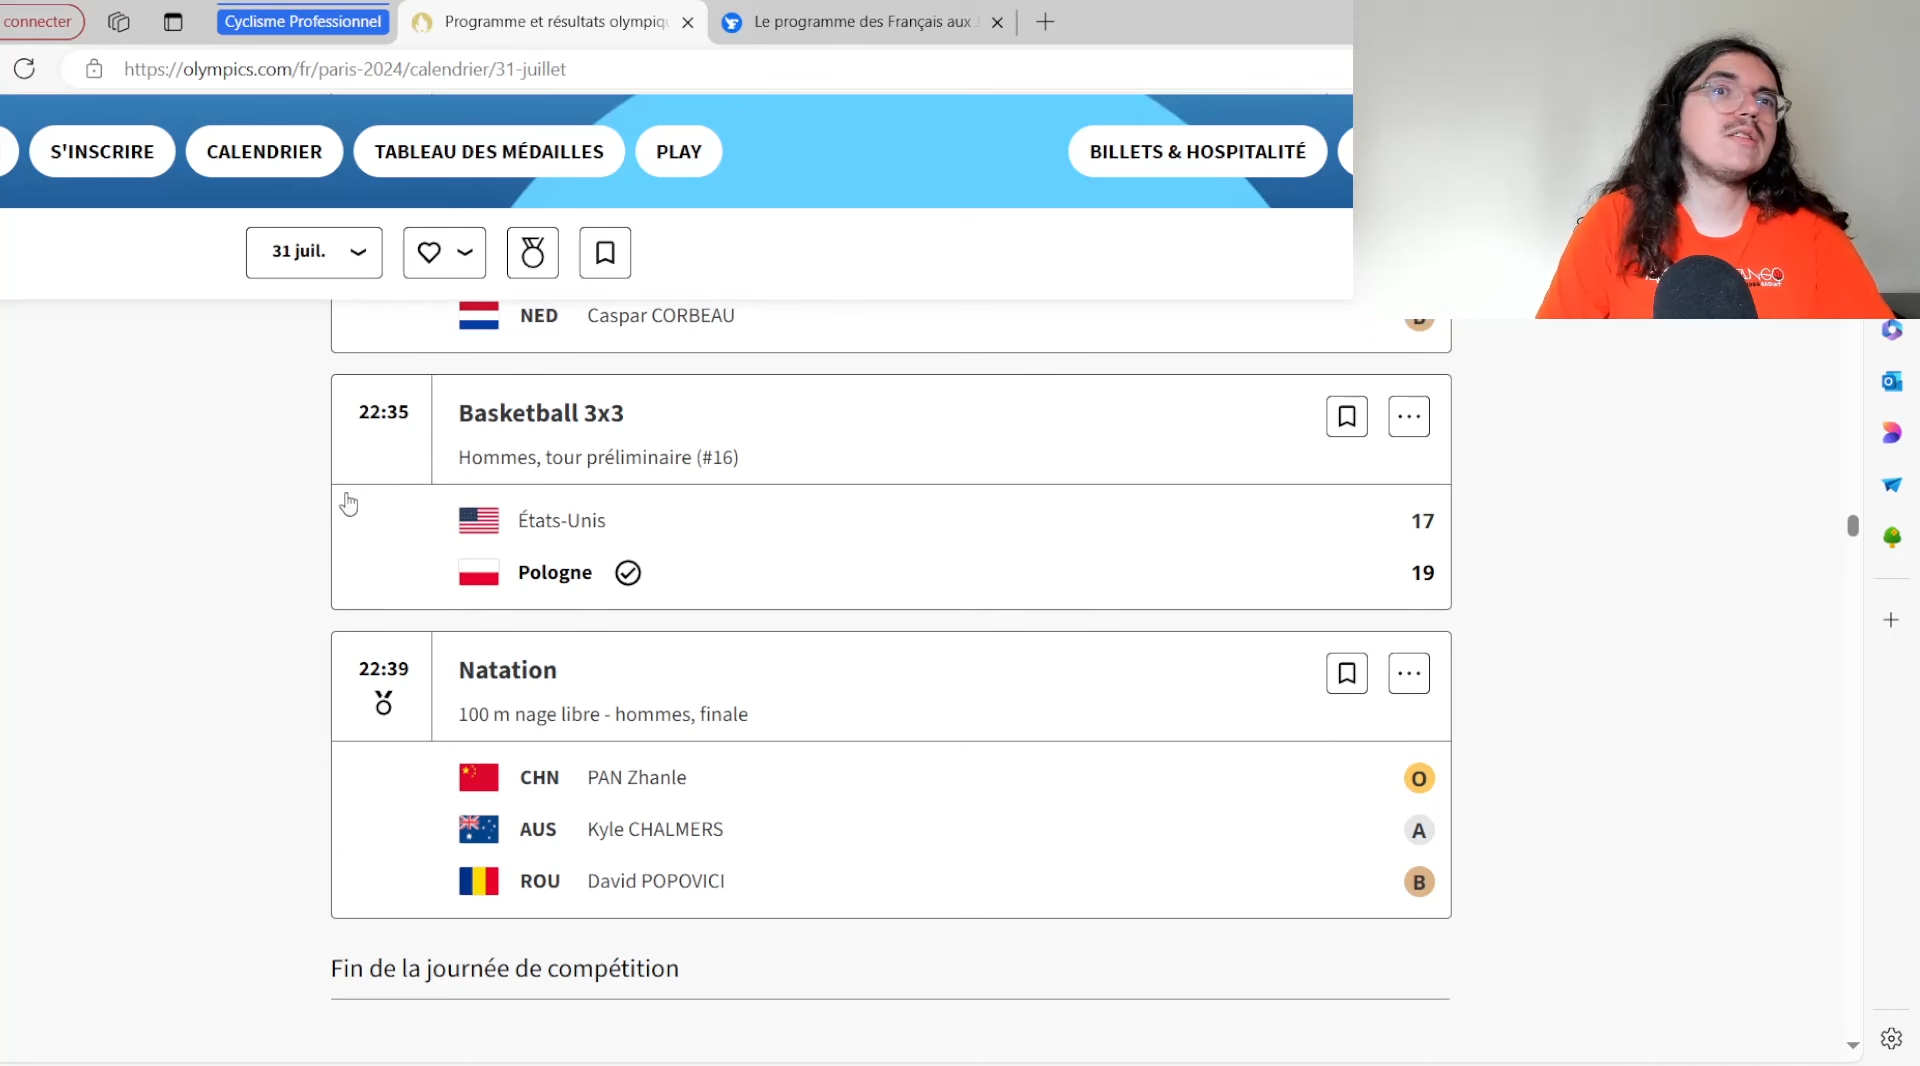 connecter
Cyclisme Professionnel
Programme et résultats olympiqu
Le programme des Français aux J
https://olympics.com/fr/paris-2024/calendrier/31-juillet
S'INSCRIRE
CALENDRIER
TABLEAU DES MÉDAILLES
PLAY
BILLETS & HOSPITALITÉ
31 juil.
NED Caspar CORBEAU B
22:35 Basketball 3x3
Hommes, tour préliminaire (#16)
États-Unis 17
Pologne 19
22:39 Natation
100 m nage libre - hommes, finale
CHN PAN Zhanle O
AUS Kyle CHALMERS A
ROU David POPOVICI B
Fin de la journée de compétition